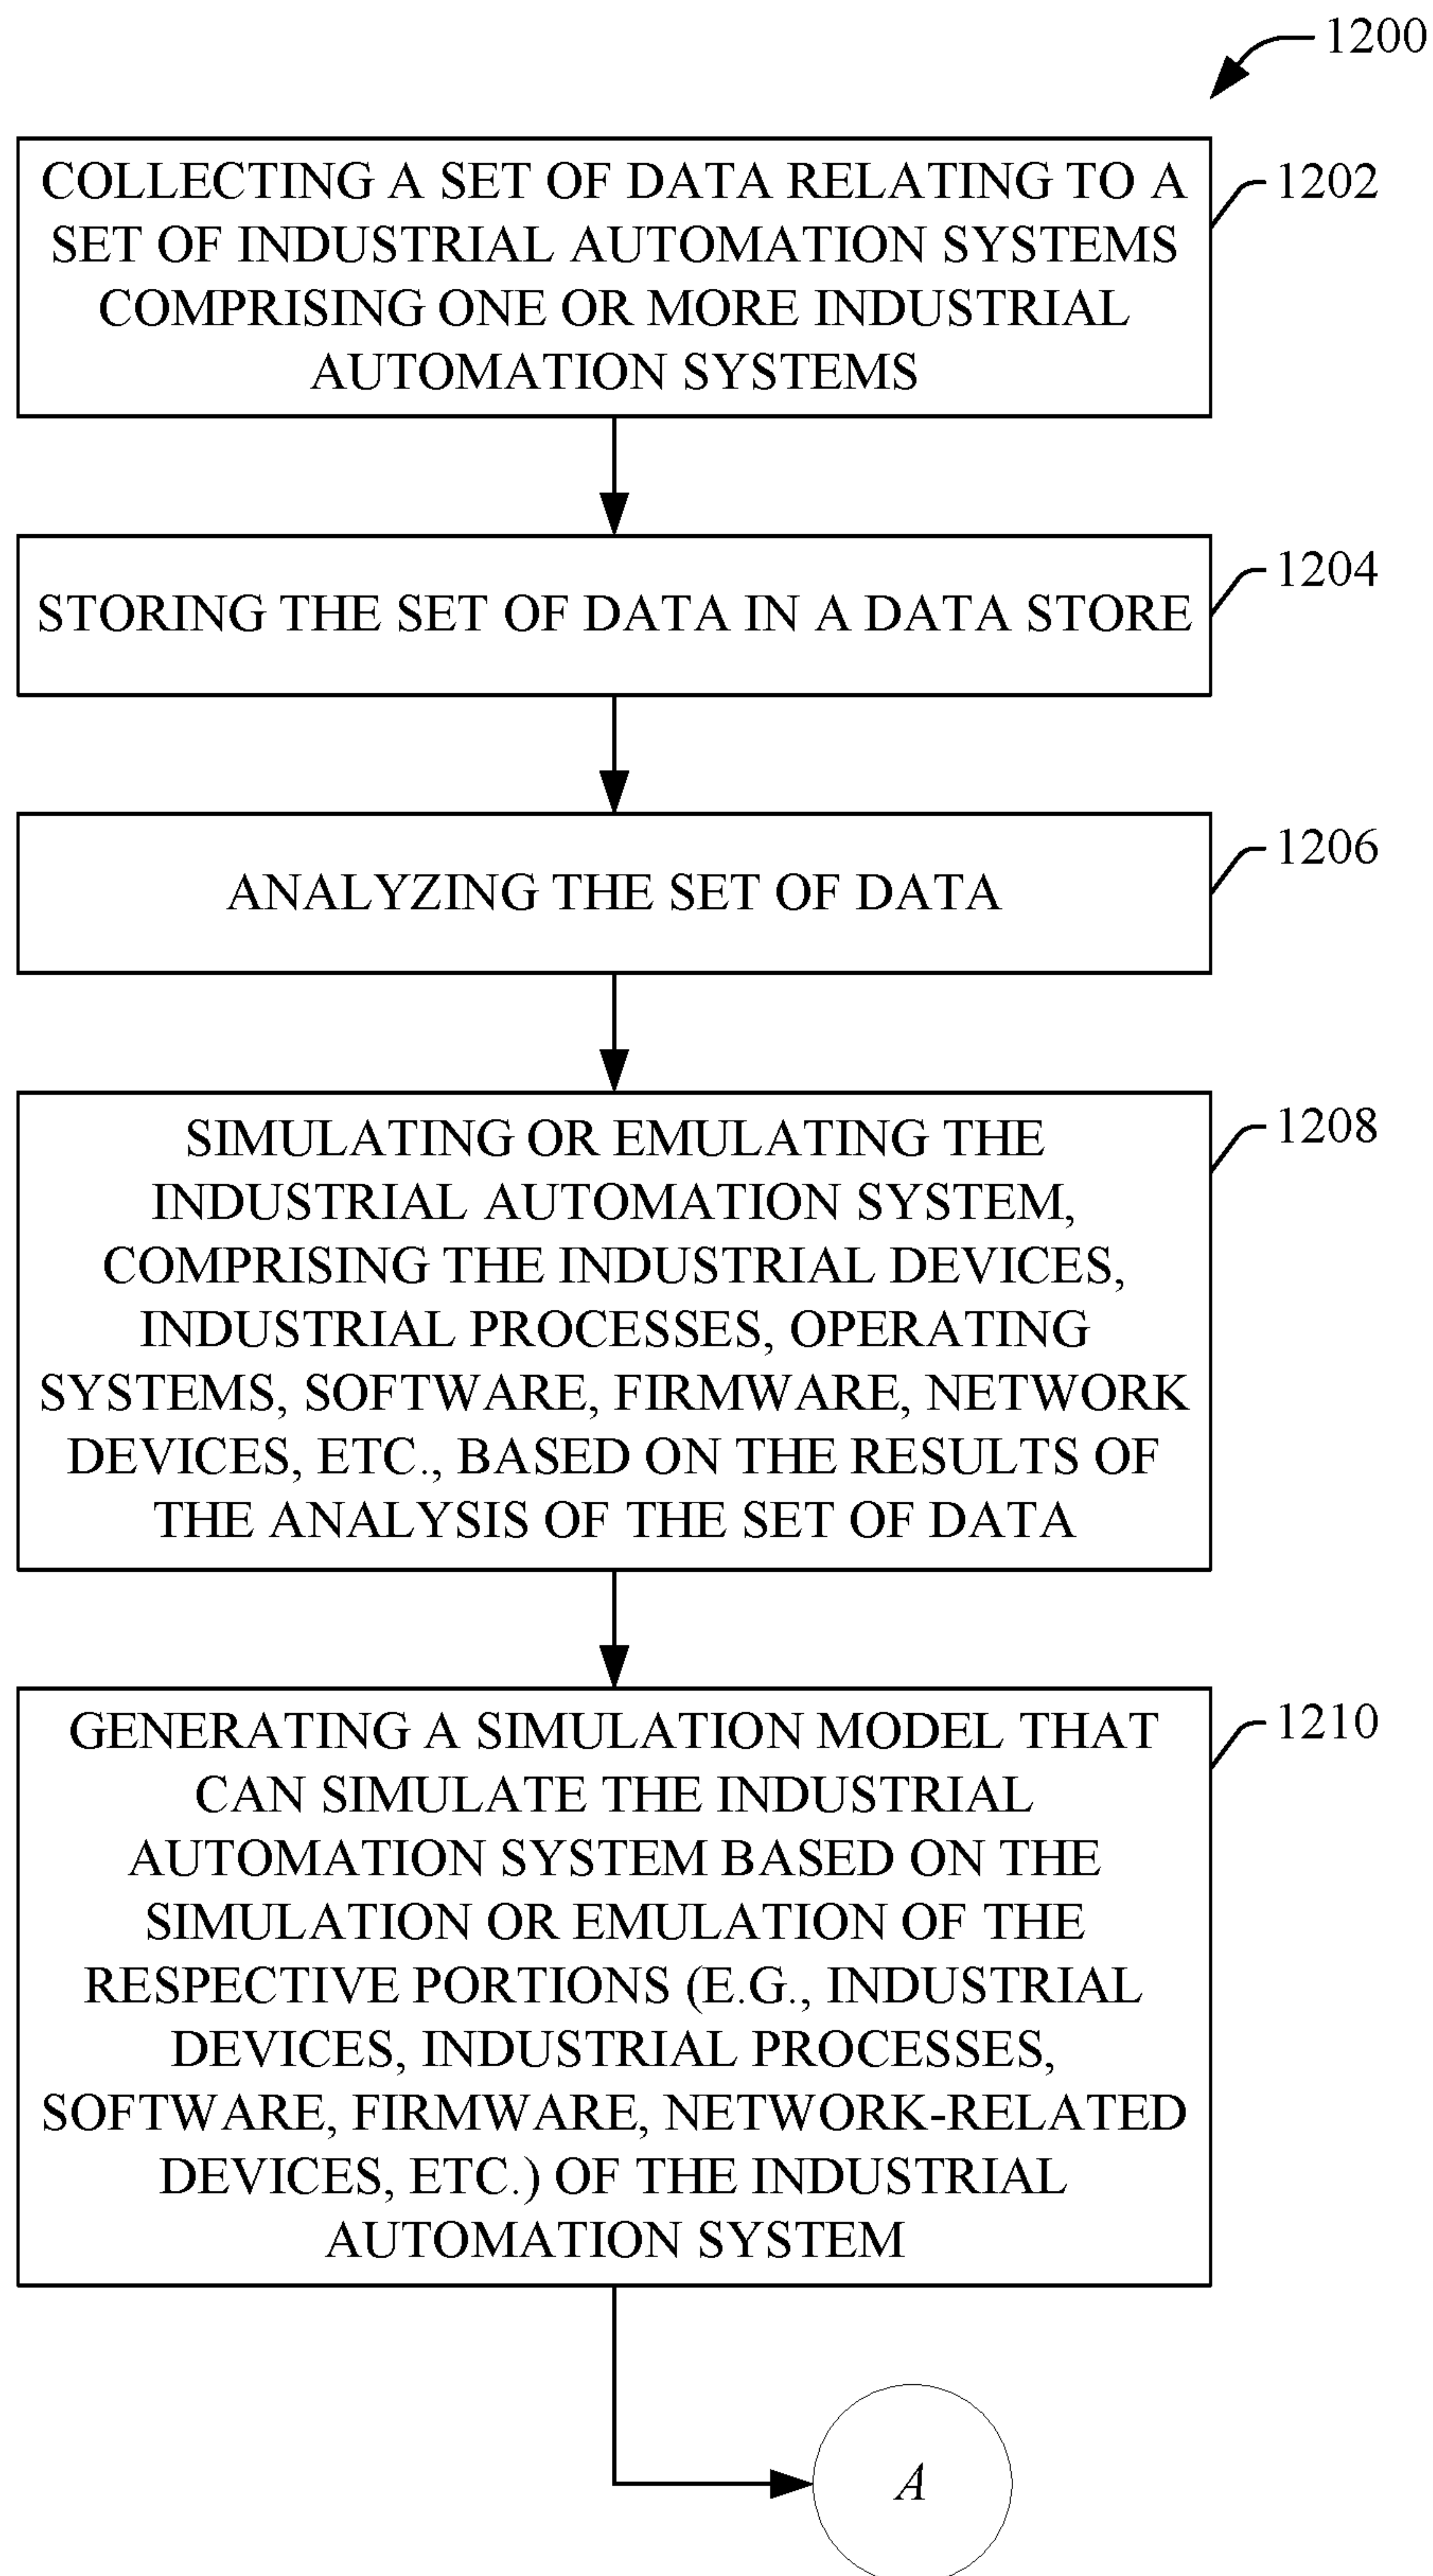 1200
COLLECTING A SET OF DATA RELATING TO A
SET OF INDUSTRIAL AUTOMATION SYSTEMS
COMPRISING ONE OR MORE INDUSTRIAL
AUTOMATION SYSTEMS
1202
STORING THE SET OF DATA IN A DATA STORE
1204
ANALYZING THE SET OF DATA
1206
SIMULATING OR EMULATING THE
INDUSTRIAL AUTOMATION SYSTEM,
COMPRISING THE INDUSTRIAL DEVICES,
INDUSTRIAL PROCESSES, OPERATING
SYSTEMS, SOFTWARE, FIRMWARE, NETWORK
DEVICES, ETC., BASED ON THE RESULTS OF
THE ANALYSIS OF THE SET OF DATA
1208
GENERATING A SIMULATION MODEL THAT
CAN SIMULATE THE INDUSTRIAL
AUTOMATION SYSTEM BASED ON THE
SIMULATION OR EMULATION OF THE
RESPECTIVE PORTIONS (E.G., INDUSTRIAL
DEVICES, INDUSTRIAL PROCESSES,
SOFTWARE, FIRMWARE, NETWORK-RELATED
DEVICES, ETC.) OF THE INDUSTRIAL
AUTOMATION SYSTEM
1210
A